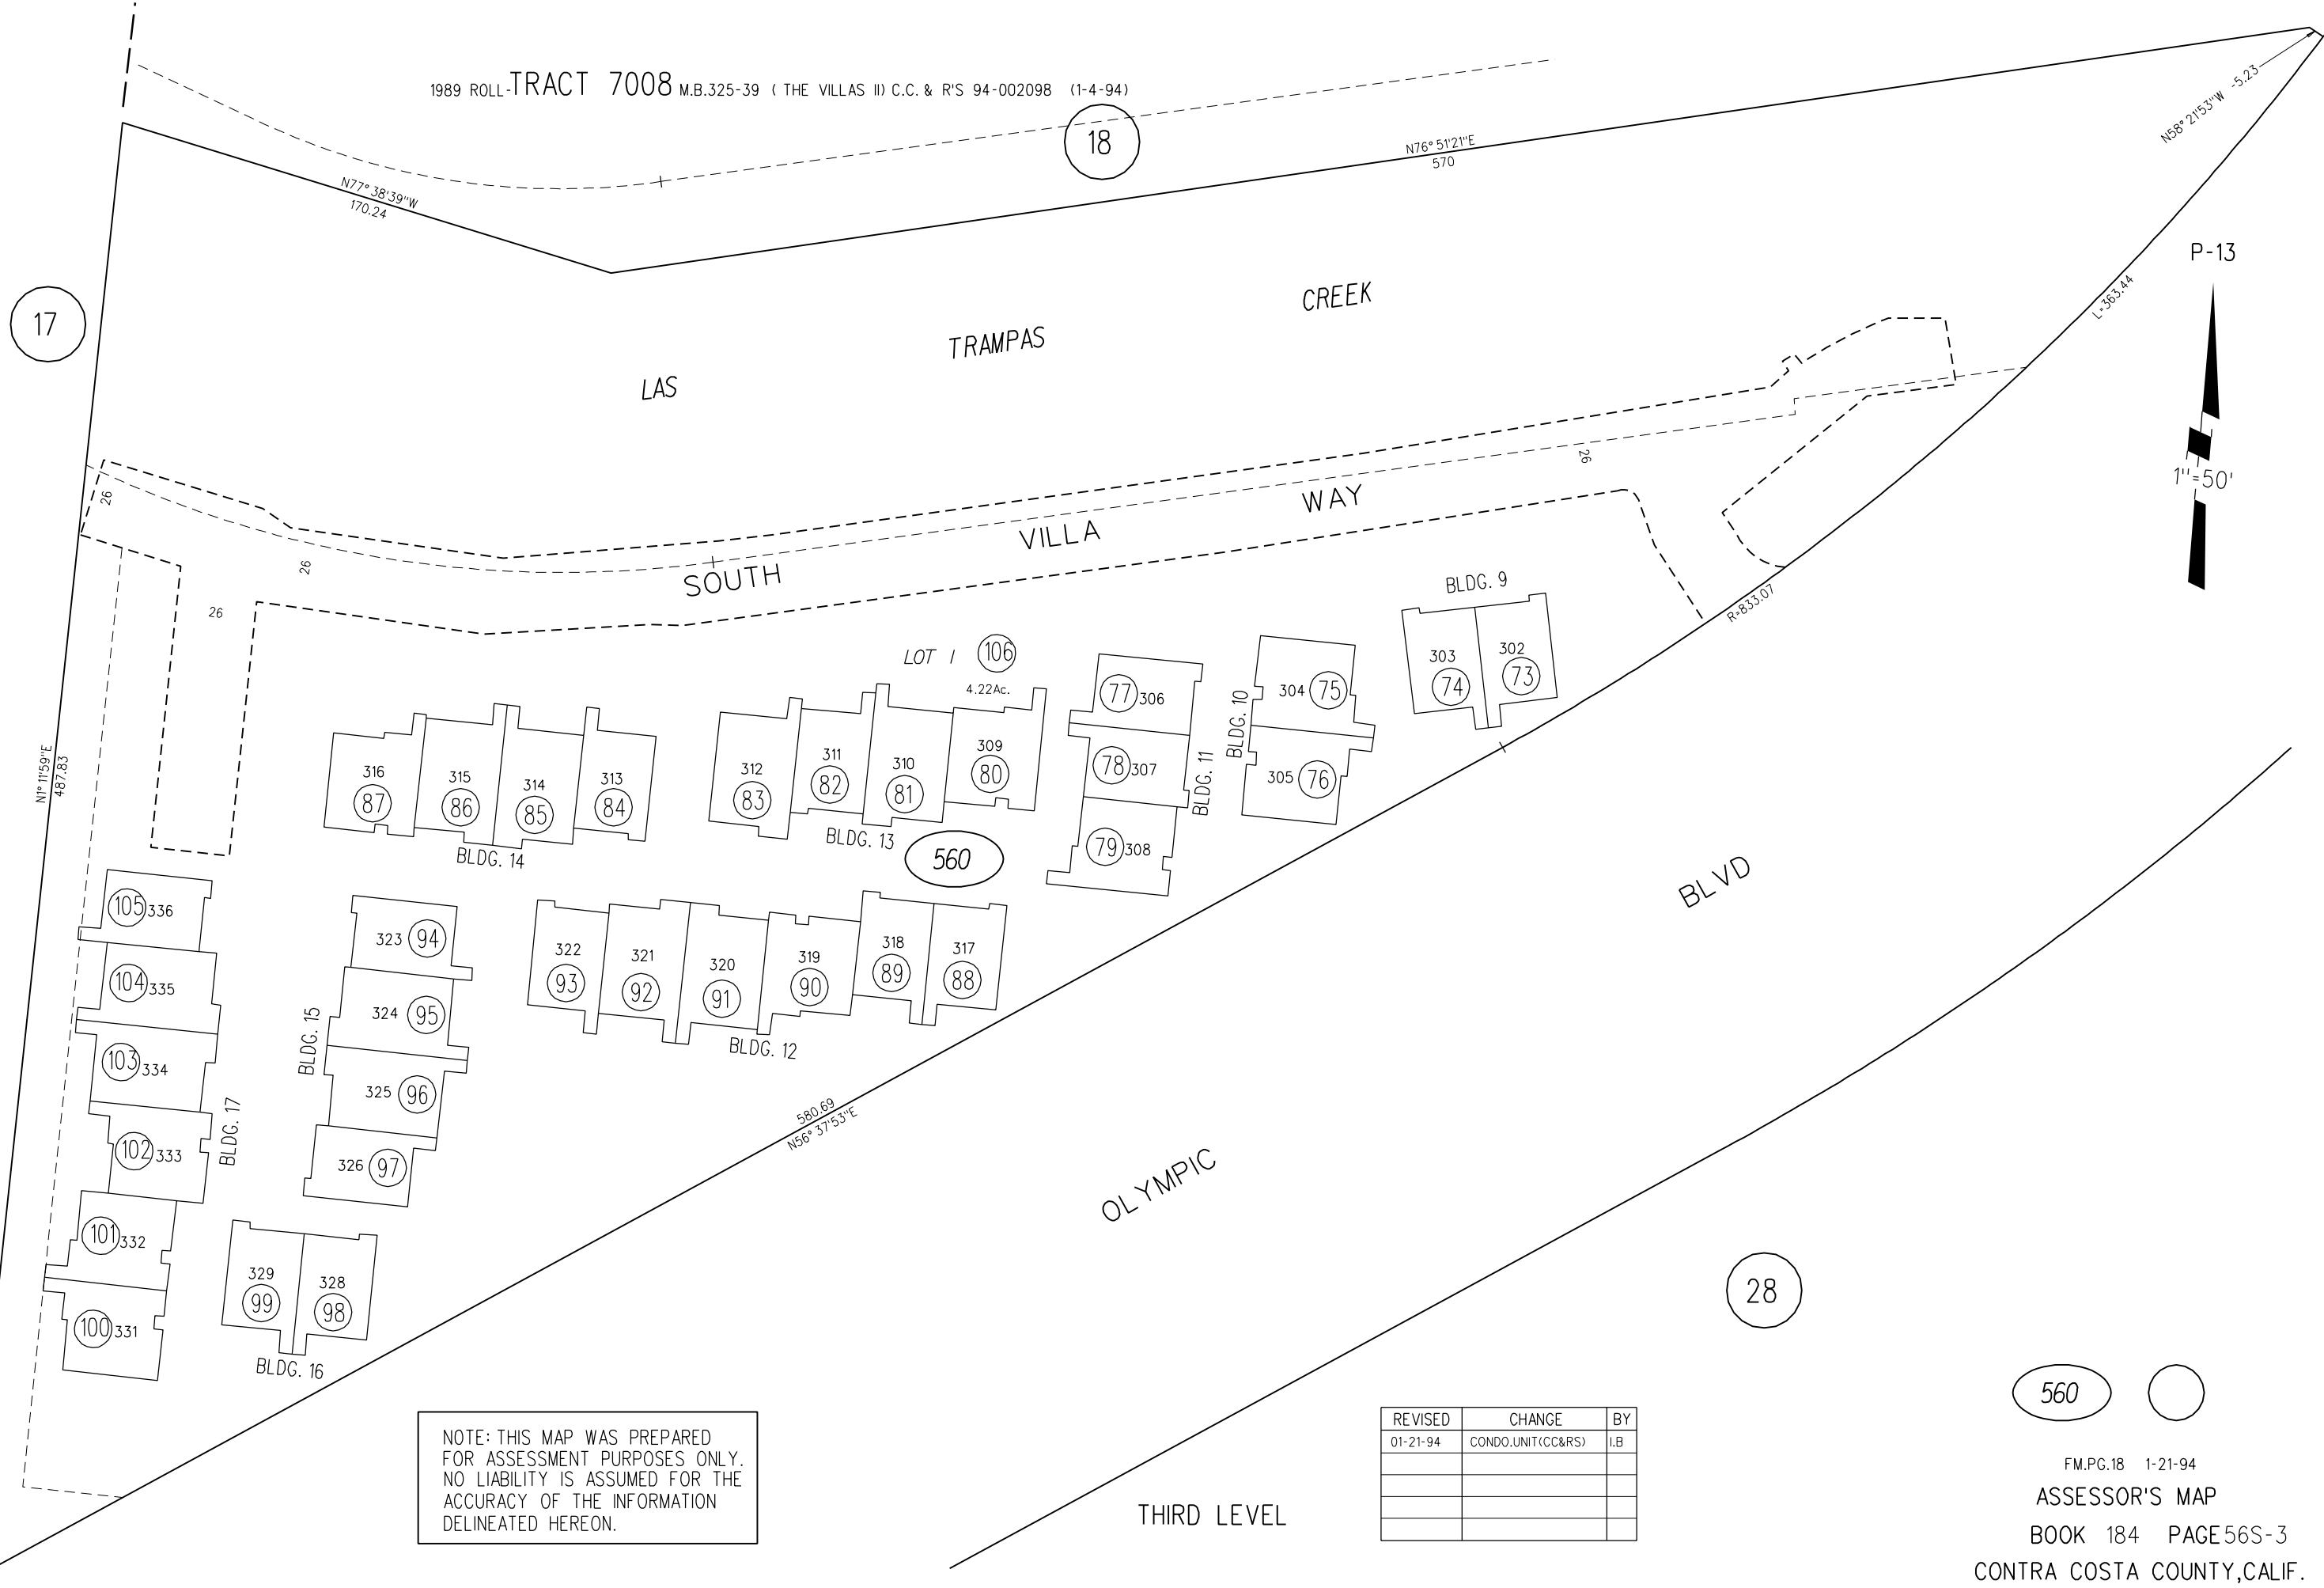 1989 ROLL-TRACT 7008 M.B.325-39 ( THE VILLAS II) C.C. & R'S 94-002098 (1-4-94)
18
N58° 21'53"W -5.23
N76° 51'21"E
570
N77° 38'39"W
170.24
17
P-13
1"=50'
L=363.44
LAS TRAMPAS CREEK
26
26
26
26
SOUTH VILLA WAY
R=833.07
N1° 11'59"E
487.83
LOT 1 106
4.22Ac.
BLDG. 9
303
74
302
73
BLDG. 10
304 75
305 76
BLDG. 11
77 306
78 307
79 308
312
83
311
82
310
81
309
80
BLDG. 13
560
316
87
315
86
314
85
313
84
BLDG. 14
322
93
321
92
320
91
319
90
318
89
317
88
BLDG. 12
BLDG. 15
323 94
324 95
325 96
326 97
105 336
104 335
103 334
102 333
101 332
100 331
BLDG. 17
329
99
328
98
BLDG. 16
580.69
N56° 37'53"E
OLYMPIC BLVD
28
NOTE: THIS MAP WAS PREPARED
FOR ASSESSMENT PURPOSES ONLY.
NO LIABILITY IS ASSUMED FOR THE
ACCURACY OF THE INFORMATION
DELINEATED HEREON.
THIRD LEVEL
REVISED CHANGE BY
01-21-94 CONDO.UNIT(CC&RS) I.B
560
FM.PG.18 1-21-94
ASSESSOR'S MAP
BOOK 184 PAGE56S-3
CONTRA COSTA COUNTY,CALIF.